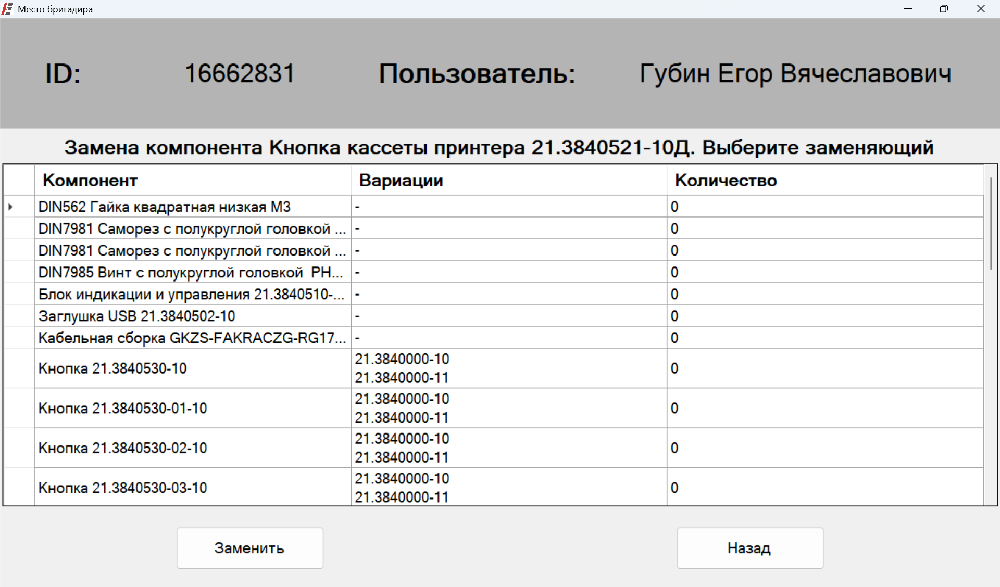 Место бригадира
ID: 16662831 Пользователь: Губин Егор Вячеславович
Замена компонента Кнопка кассеты принтера 21.3840521-10Д. Выберите заменяющий
Компонент Вариации Количество
DIN562 Гайка квадратная низкая М3 - 0
DIN7981 Саморез с полукруглой головкой ... - 0
DIN7981 Саморез с полукруглой головкой ... - 0
DIN7985 Винт с полукруглой головкой PH... - 0
Блок индикации и управления 21.3840510-... - 0
Заглушка USB 21.3840502-10 - 0
Кабельная сборка GKZS-FAKRACZG-RG17... - 0
Кнопка 21.3840530-10 21.3840000-10 0
21.3840000-11
Кнопка 21.3840530-01-10 21.3840000-10 0
21.3840000-11
Кнопка 21.3840530-02-10 21.3840000-10 0
21.3840000-11
Кнопка 21.3840530-03-10 21.3840000-10 0
21.3840000-11
Заменить Назад